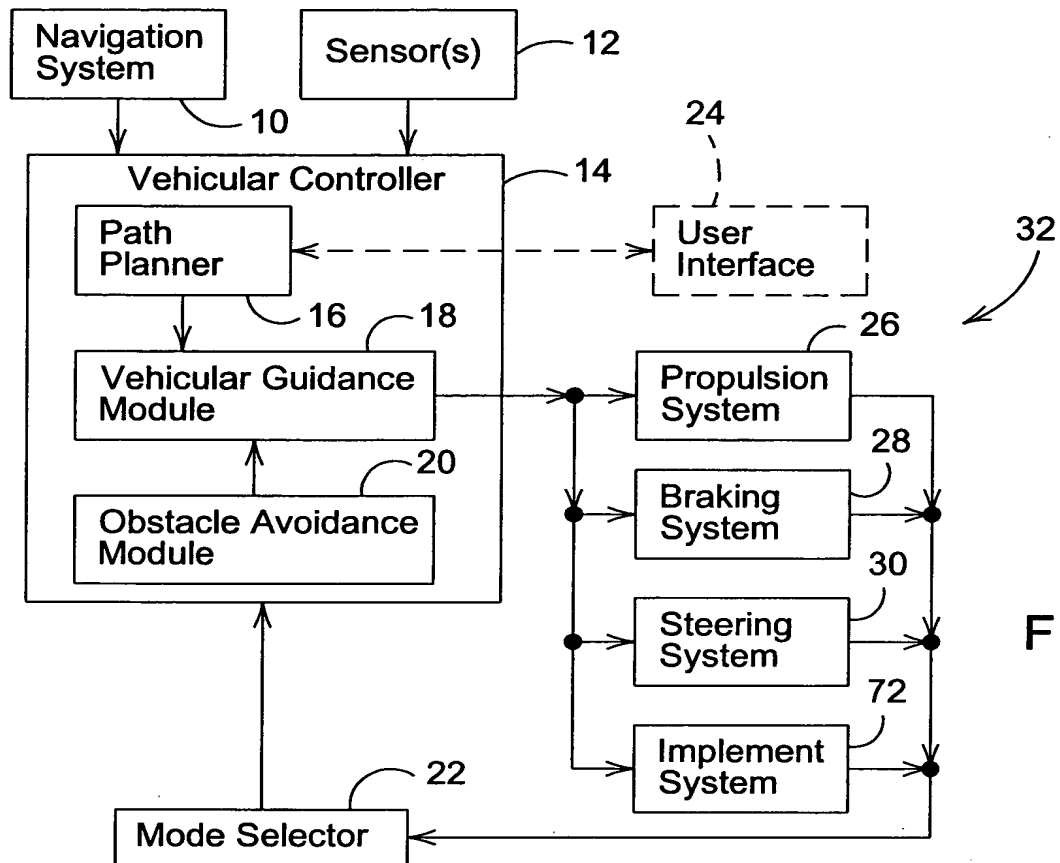 Navigation
System
10
Sensor(s)
12
Vehicular Controller
14
24
User
Interface
32
Path
Planner
16
18
Vehicular Guidance
Module
20
Obstacle Avoidance
Module
26
Propulsion
System
28
Braking
System
30
Steering
System
72
Implement
System
F
22
Mode Selector